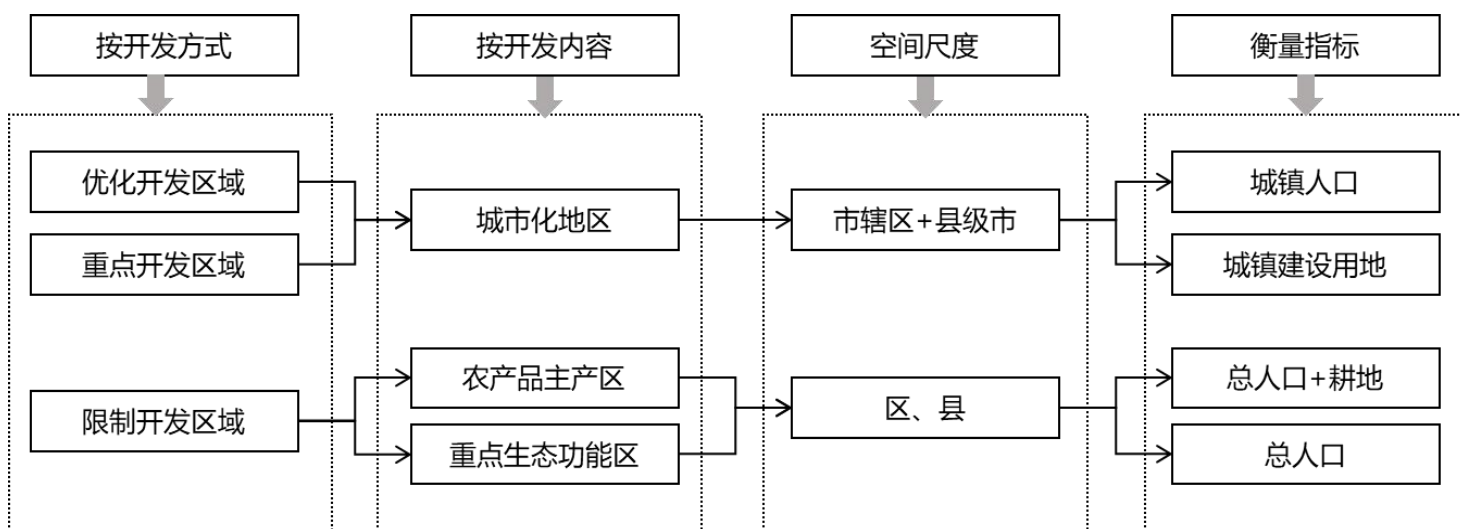 按开发方式
按开发内容
空间尺度
衡量指标
优化开发区域
重点开发区域
限制开发区域
城市化地区
农产品主产区
重点生态功能区
市辖区+县级市
区、县
城镇人口
城镇建设用地
总人口+耕地
总人口